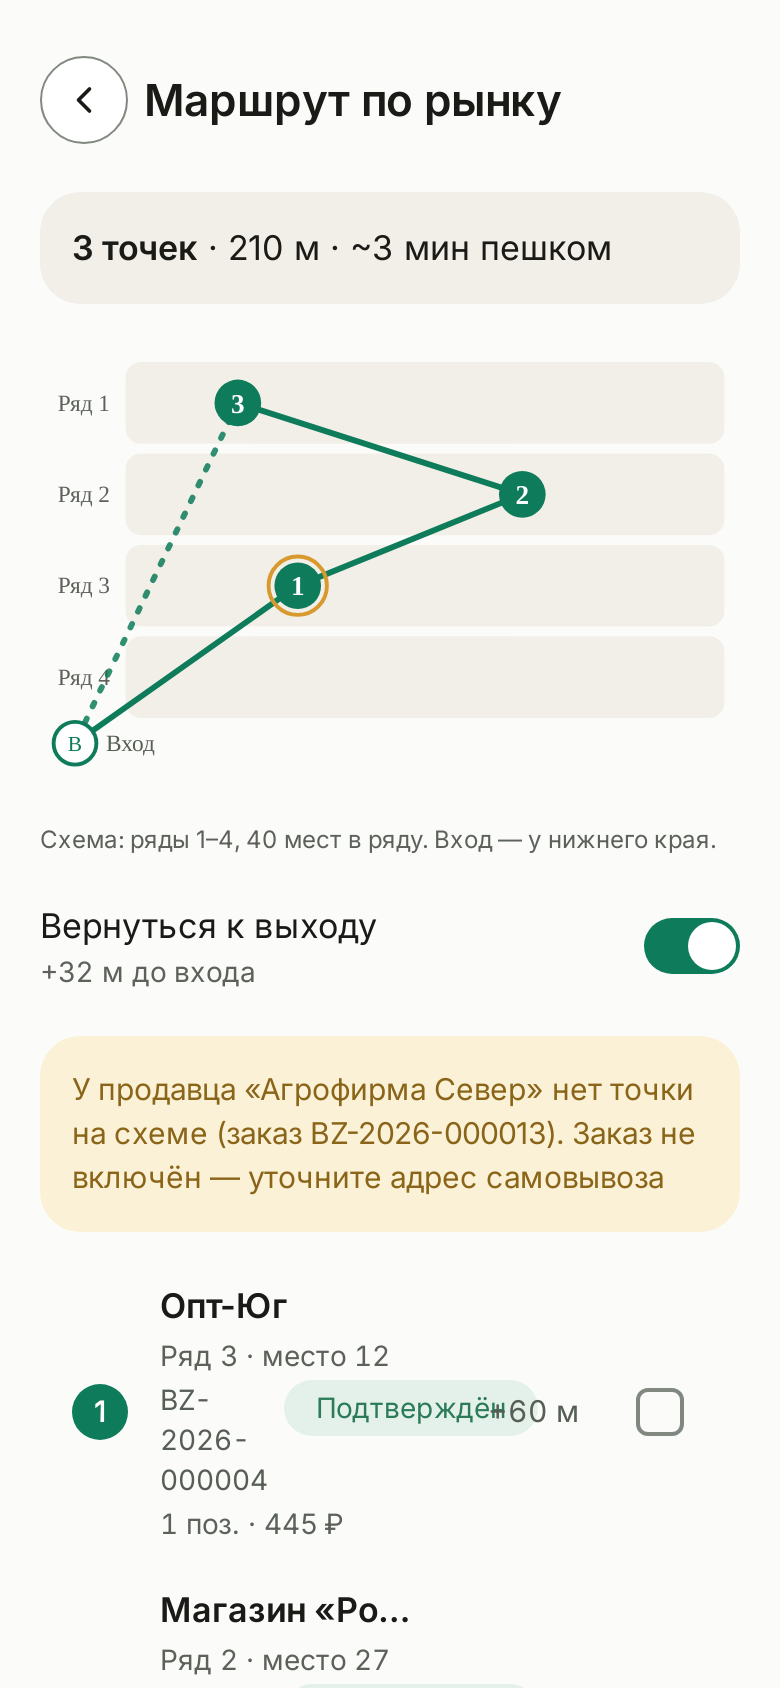 Маршрут по рынку
3 точек · 210 м · ~3 мин пешком
Ряд 1
3
Ряд 2
2
Ряд 3
1
Ряд 4
В Вход
Схема: ряды 1–4, 40 мест в ряду. Вход — у нижнего края.
Вернуться к выходу
+32 м до входа
У продавца «Агрофирма Север» нет точки
на схеме (заказ BZ-2026-000013). Заказ не
включён — уточните адрес самовывоза
Опт-Юг
Ряд 3 · место 12
1
BZ-
2026-
000004
Подтверждён
+60 м
1 поз. · 445 ₽
Магазин «Ро...
Ряд 2 · место 27